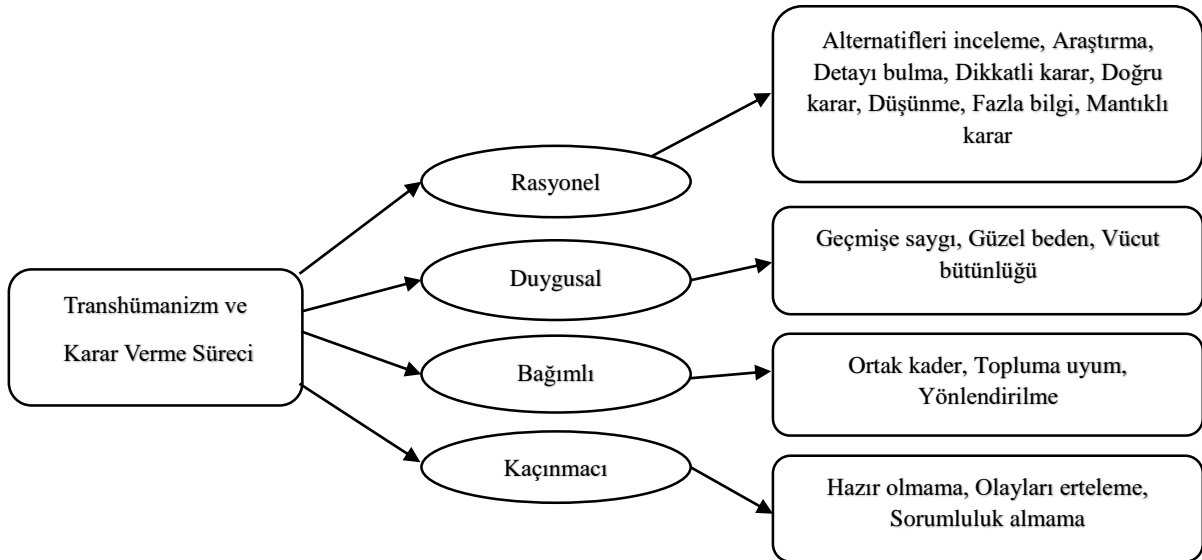 Transhümanizm ve
Karar Verme Süreci
Rasyonel
Alternatifleri inceleme, Araştırma,
Detayı bulma, Dikkatli karar, Doğru
karar, Düşünme, Fazla bilgi, Mantıklı
karar
Duygusal
Geçmişe saygı, Güzel beden, Vücut
bütünlüğü
Bağımlı
Ortak kader, Topluma uyum,
Yönlendirilme
Kaçınmacı
Hazır olmama, Olayları erteleme,
Sorumluluk almama